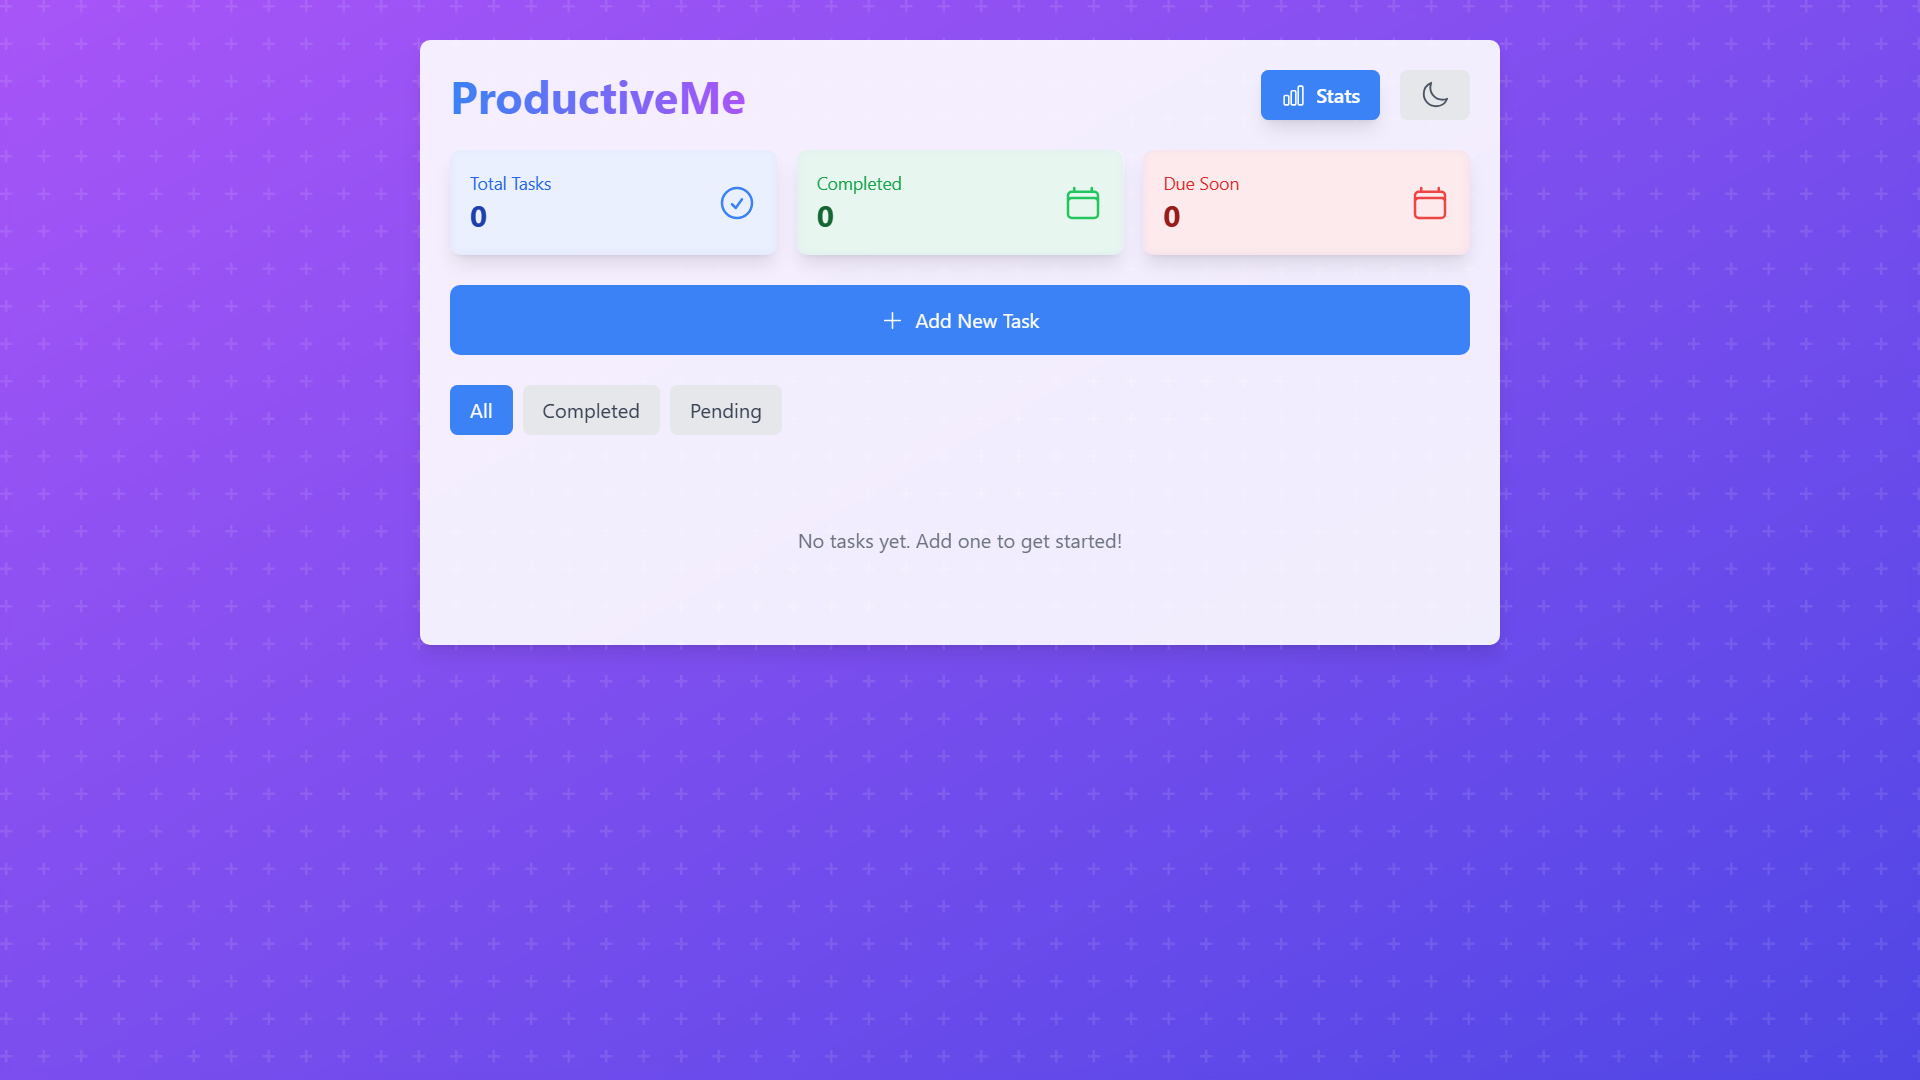 ProductiveMe
Stats
Total Tasks
0
Completed
0
Due Soon
0
Add New Task
All
Completed
Pending
No tasks yet. Add one to get started!